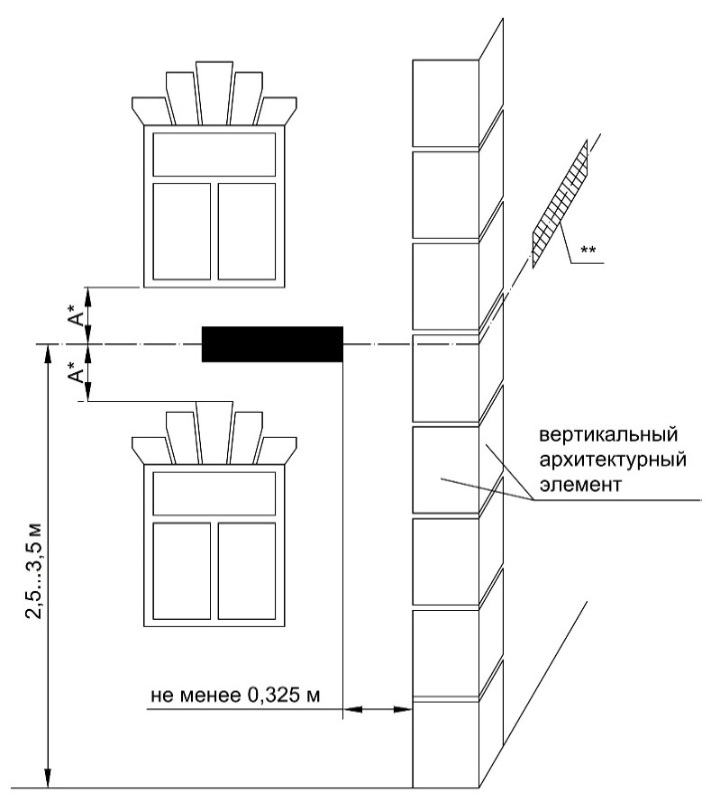 А*
А*
**
вертикальный
архитектурный
элемент
2,5...3,5 м
не менее 0,325 м